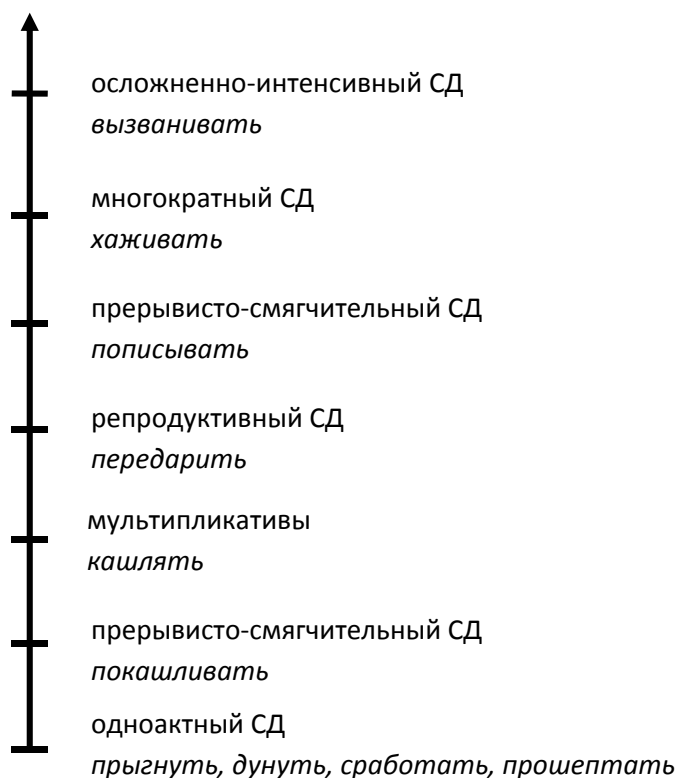 осложненно-интенсивный СД
вызванивать
многократный СД
хаживать
прерывисто-смягчительный СД
пописывать
репродуктивный СД
передарить
мультипликативы
кашлять
прерывисто-смягчительный СД
покашливать
одноактный СД
прыгнуть, дунуть, сработать, прошептать